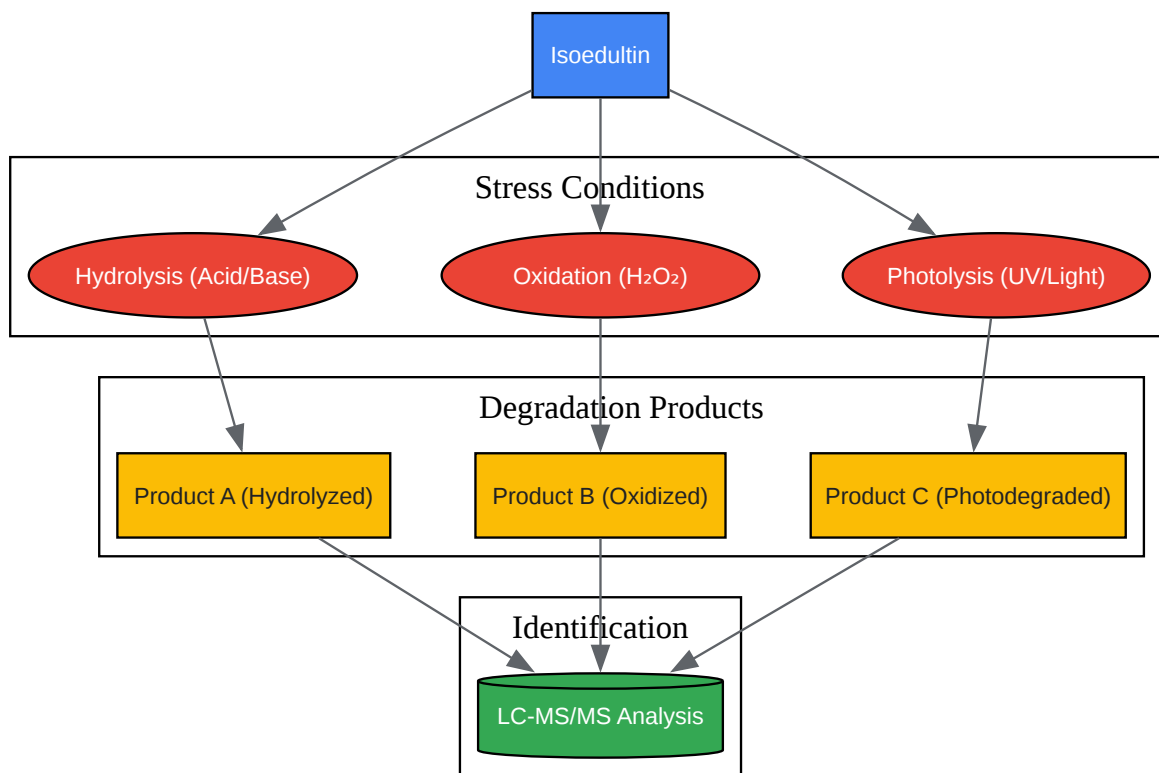 Isoedultin
Stress Conditions
Hydrolysis (Acid/Base)
Oxidation (H₂O₂)
Photolysis (UV/Light)
Degradation Products
Product A (Hydrolyzed)
Product B (Oxidized)
Product C (Photodegraded)
Identification
LC-MS/MS Analysis